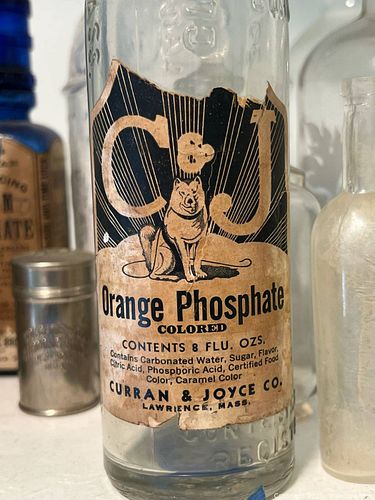 C & J
Orange Phosphate
COLORED
CONTENTS 8 FLU. OZS.
Contains Carbonated Water, Sugar, Flavor,
Citric Acid, Phosphoric Acid, Certified Food
Color, Caramel Color
CURRAN & JOYCE CO.
LAWRENCE, MASS.